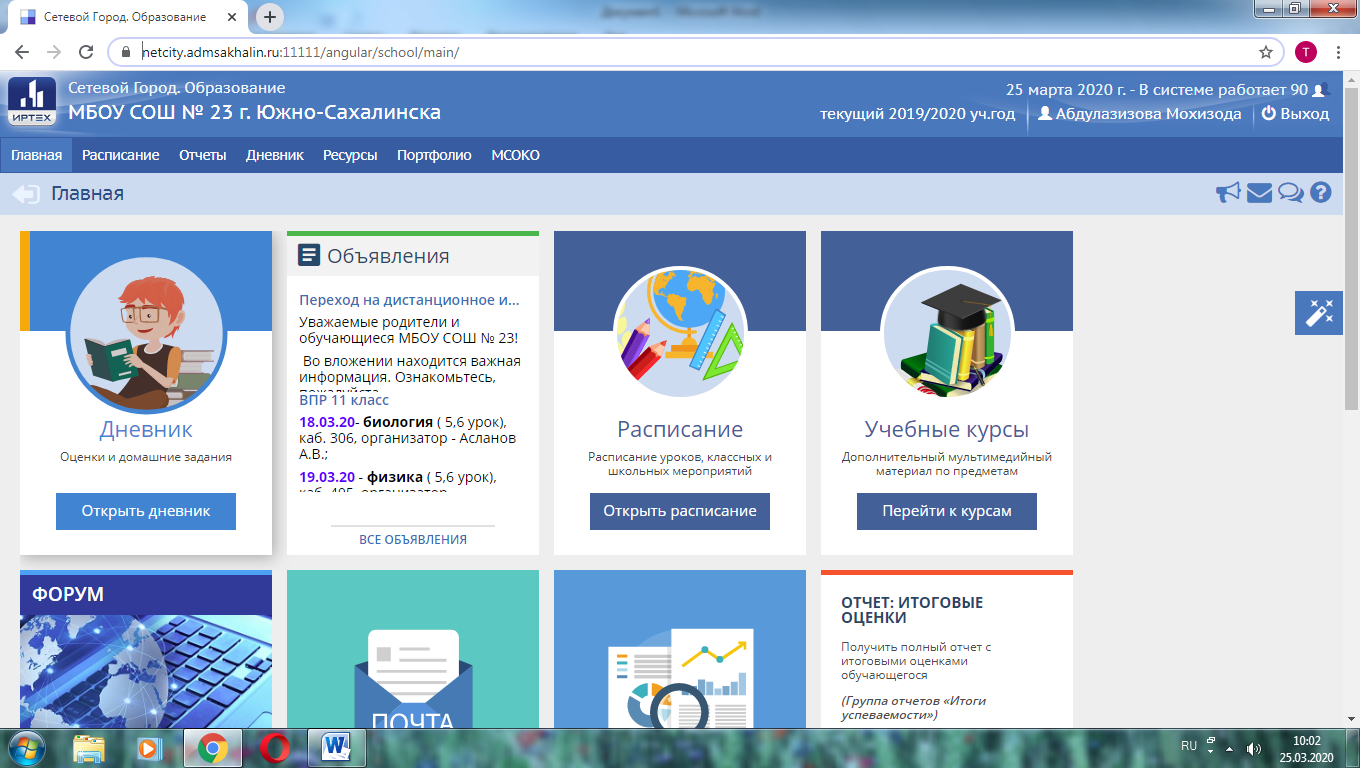 Сетевой Город. Образование
netcity.admsakhalin.ru:11111/angular/school/main/
T
ИРТЕХ
Сетевой Город. Образование
МБОУ СОШ № 23 г. Южно-Сахалинска
25 марта 2020 г. - В системе работает 90
текущий 2019/2020 уч.год
Абдулазизова Мохизода
Выход
Главная Расписание Отчеты Дневник Ресурсы Портфолио МСОКО
Главная
Дневник
Оценки и домашние задания
Открыть дневник
Объявления
Переход на дистанционное и...
Уважаемые родители и
обучающиеся МБОУ СОШ № 23!
Во вложении находится важная
информация. Ознакомьтесь,
ВПР 11 класс
18.03.20- биология ( 5,6 урок),
каб. 306, организатор - Асланов
А.В.;
19.03.20 - физика ( 5,6 урок),
ВСЕ ОБЪЯВЛЕНИЯ
Расписание
Расписание уроков, классных и
школьных мероприятий
Открыть расписание
Учебные курсы
Дополнительный мультимедийный
материал по предметам
Перейти к курсам
ФОРУМ
ПОЧТА
ОТЧЕТ: ИТОГОВЫЕ
ОЦЕНКИ
Получить полный отчет с
итоговыми оценками
обучающегося
(Группа отчетов «Итоги
успеваемости»)
RU
10:02
25.03.2020